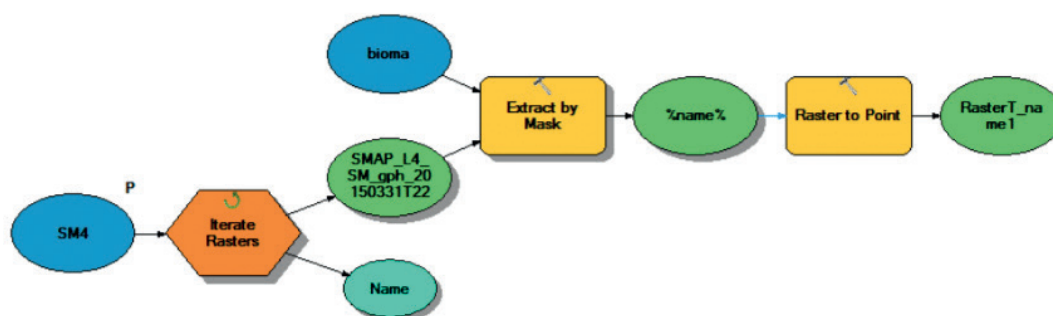 bioma
Extract by
Mask
%name%
Raster to Point
RasterT_na
me1
SMAP_L4_
SM_gph_20
150331T22
P
SM4
Iterate
Rasters
Name